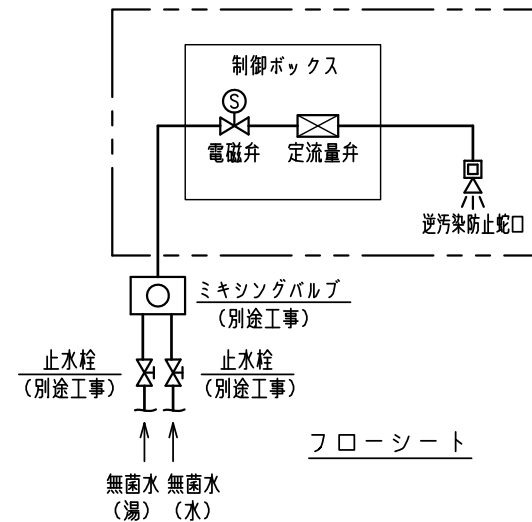 制御ボックス
S
電磁弁
定流量弁
逆汚染防止蛇口
ミキシングバルブ
(別途工事)
止水栓
(別途工事)
止水栓
(別途工事)
フローシート
無菌水
(湯)
無菌水
(水)